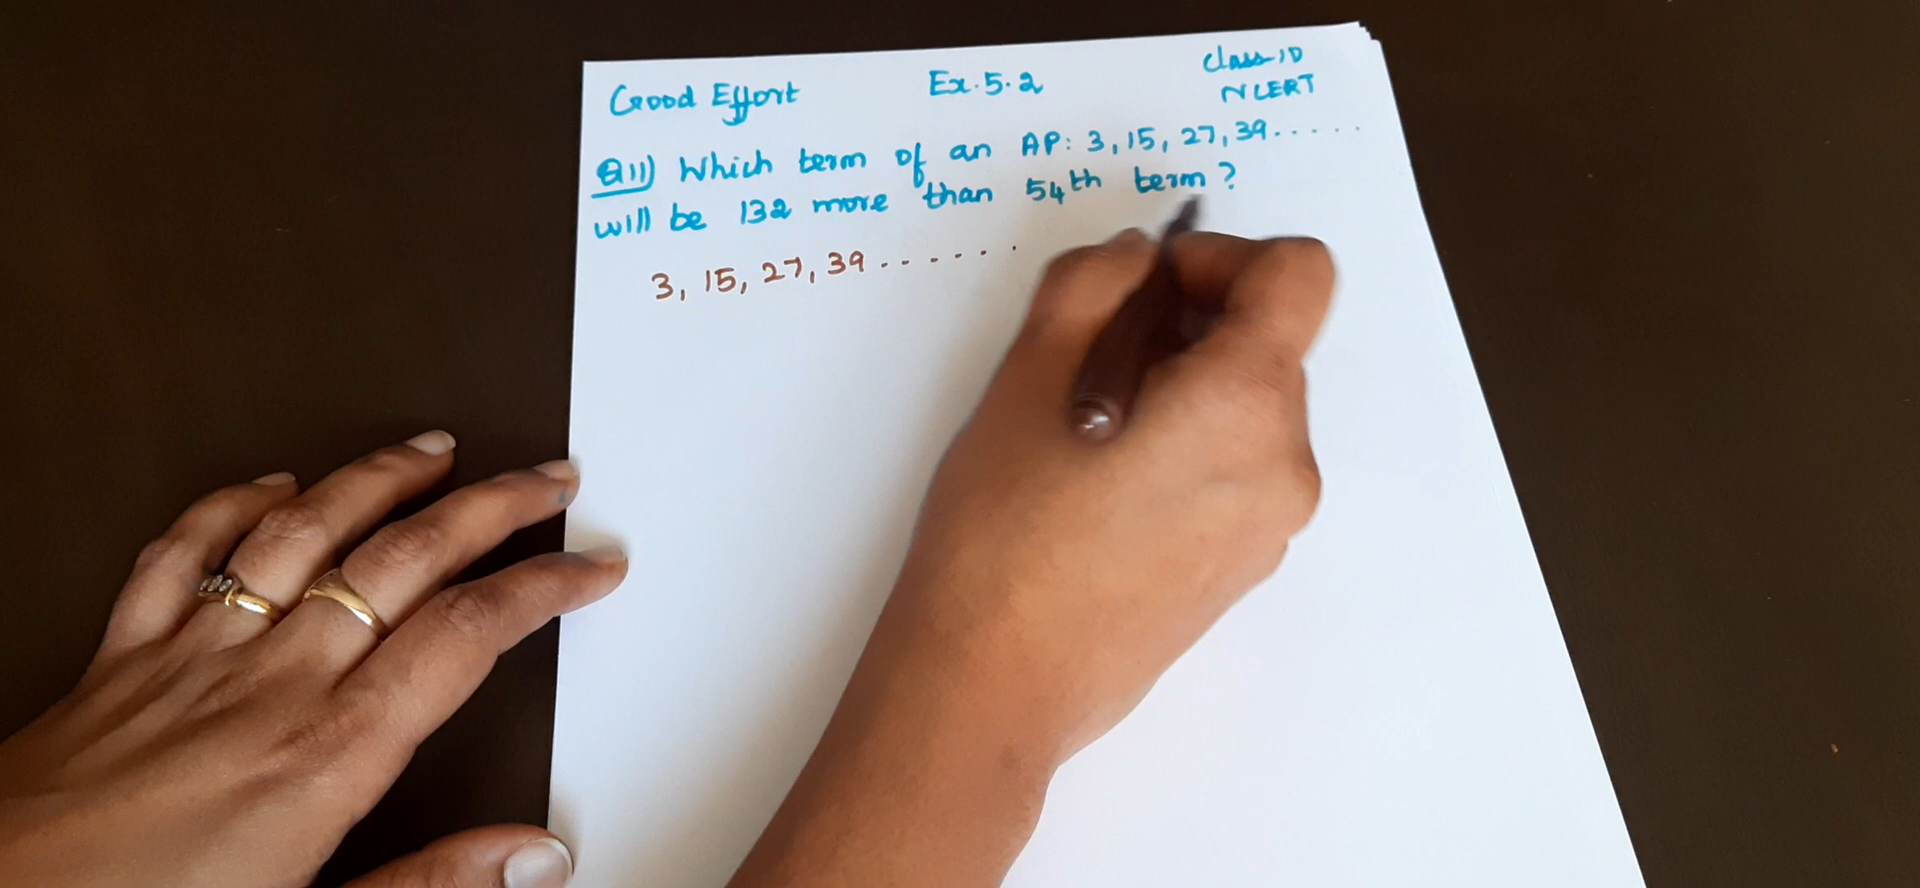 Good Effort Ex. 5.2 Class-10
NCERT
Q11) Which term of an AP: 3, 15, 27, 39.....
will be 132 more than 54th term?
3, 15, 27, 39......